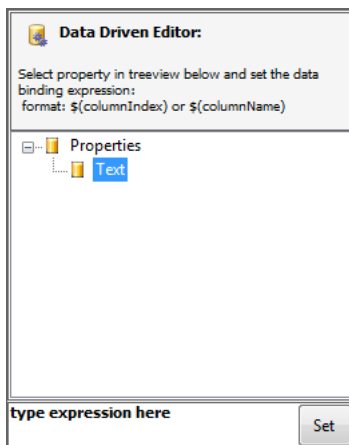 Data Driven Editor:
Select property in treeview below and set the data
binding expression:
format: $(columnIndex) or $(columnName)
Properties
Text
type expression here
Set